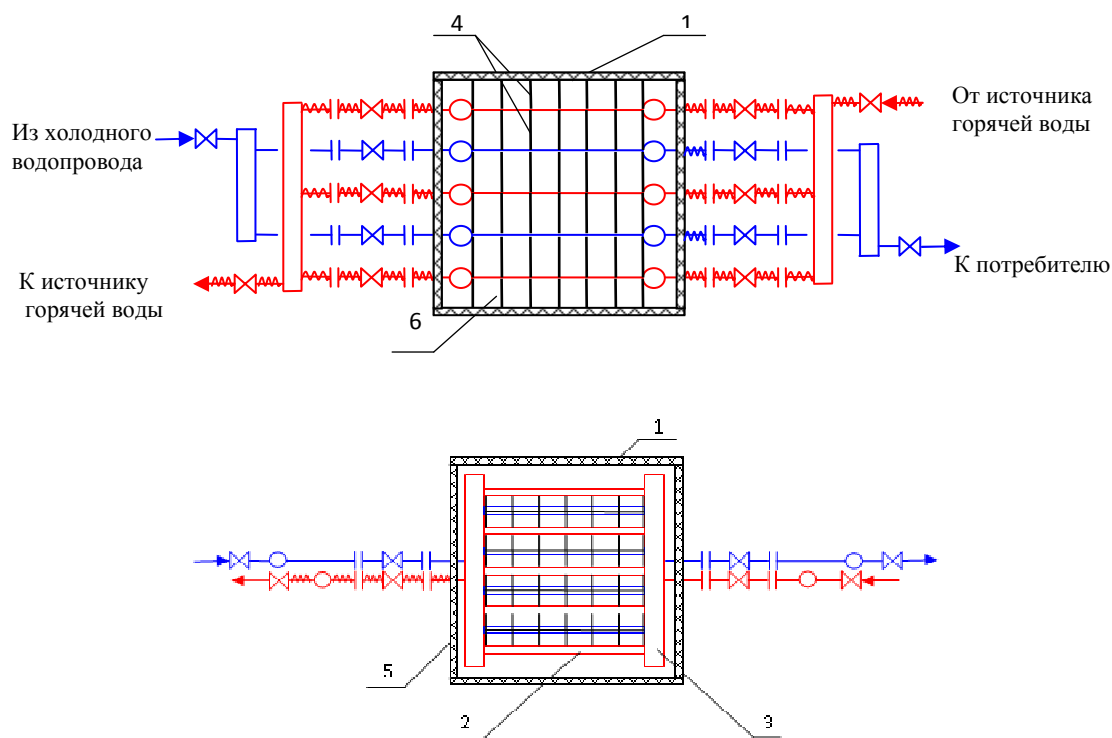 4
1
Из холодного
водопровода
От источника
горячей воды
К источнику
горячей воды
К потребителю
6
1
5
2
3